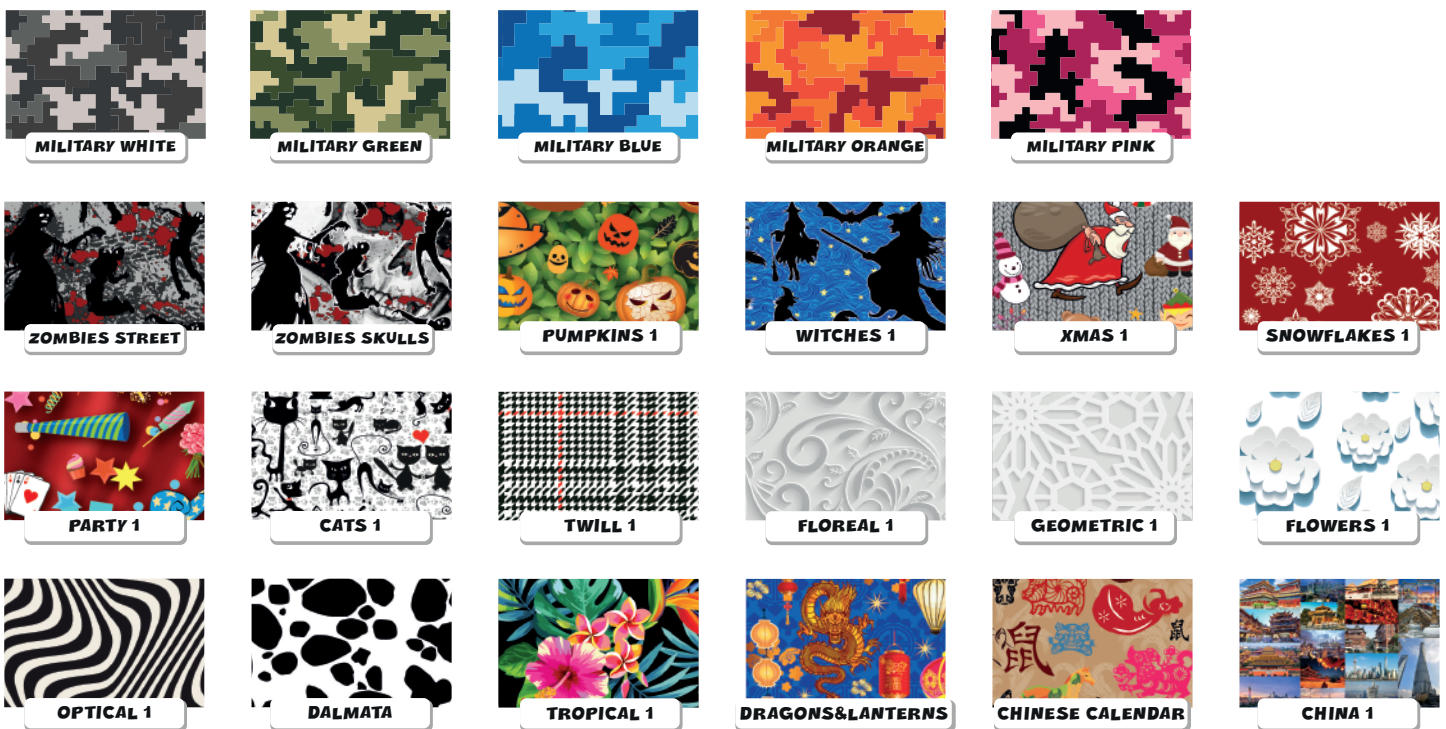 MILITARY WHITE
MILITARY GREEN
MILITARY BLUE
MILITARY ORANGE
MILITARY PINK
ZOMBIES STREET
ZOMBIES SKULLS
PUMPKINS 1
WITCHES 1
XMAS 1
SNOWFLAKES 1
PARTY 1
CATS 1
TWILL 1
FLOREAL 1
GEOMETRIC 1
FLOWERS 1
OPTICAL 1
DALMATA
TROPICAL 1
DRAGONS&LANTERNS
CHINESE CALENDAR
CHINA 1